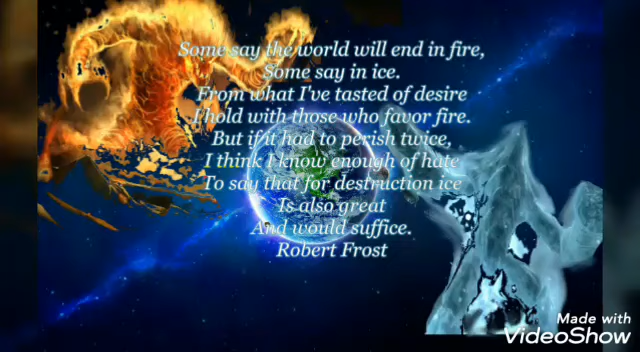 Some say the world will end in fire,
Some say in ice.
From what I've tasted of desire
I hold with those who favor fire.
But if it had to perish twice,
I think I know enough of hate
To say that for destruction ice
Is also great
And would suffice.
Robert Frost
Made with
VideoShow